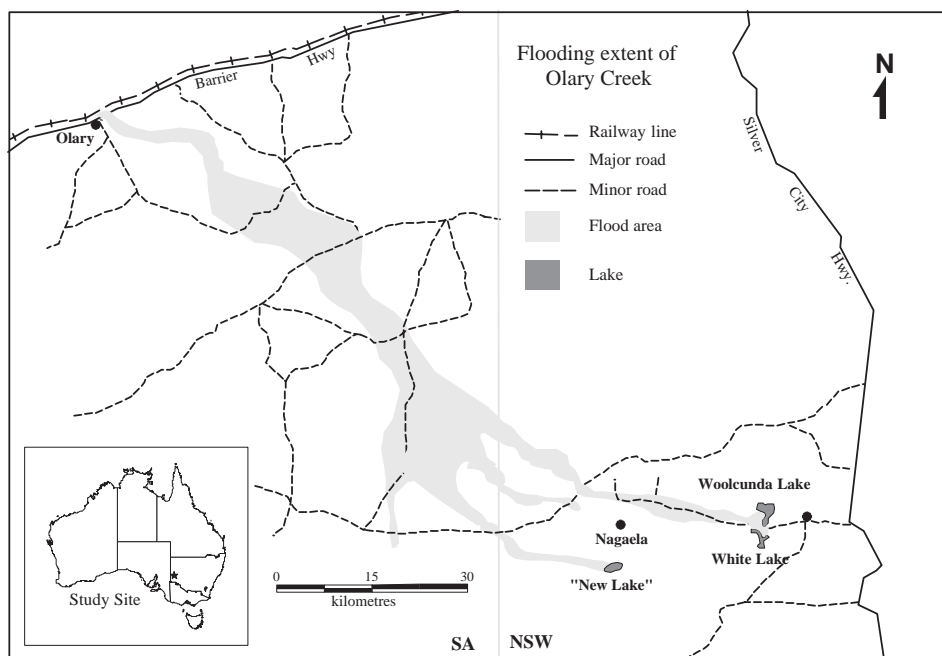 Flooding extent of
Olary Creek
N
Railway line
Major road
Minor road
Flood area
Lake
Barrier
Hwy
Olary
Silver
City
Hwy.
Woolcunda Lake
Nagaela
White Lake
"New Lake"
Study Site
0
15
30
kilometres
SA
NSW